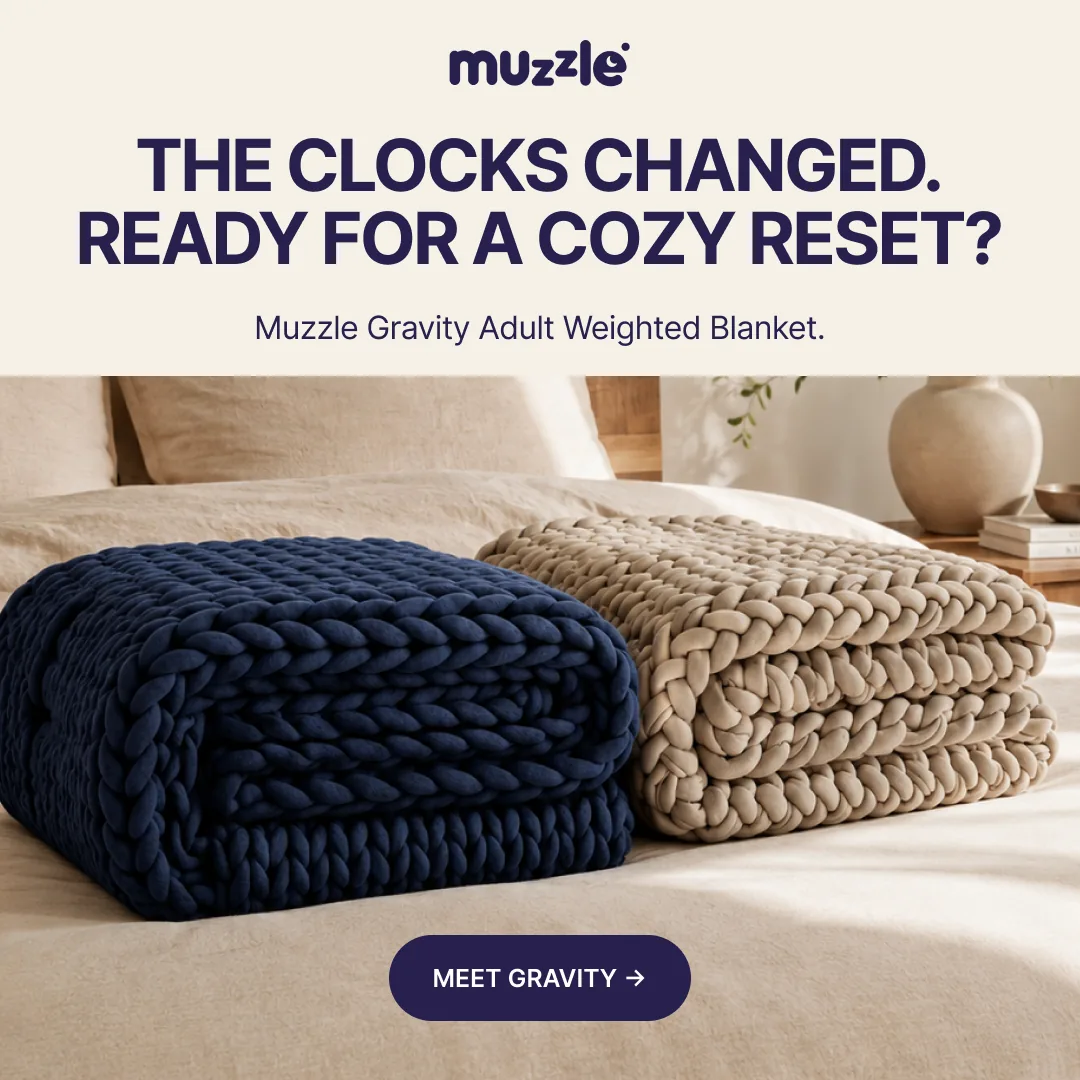 muzzle
THE CLOCKS CHANGED.
READY FOR A COZY RESET?
Muzzle Gravity Adult Weighted Blanket.
MEET GRAVITY →